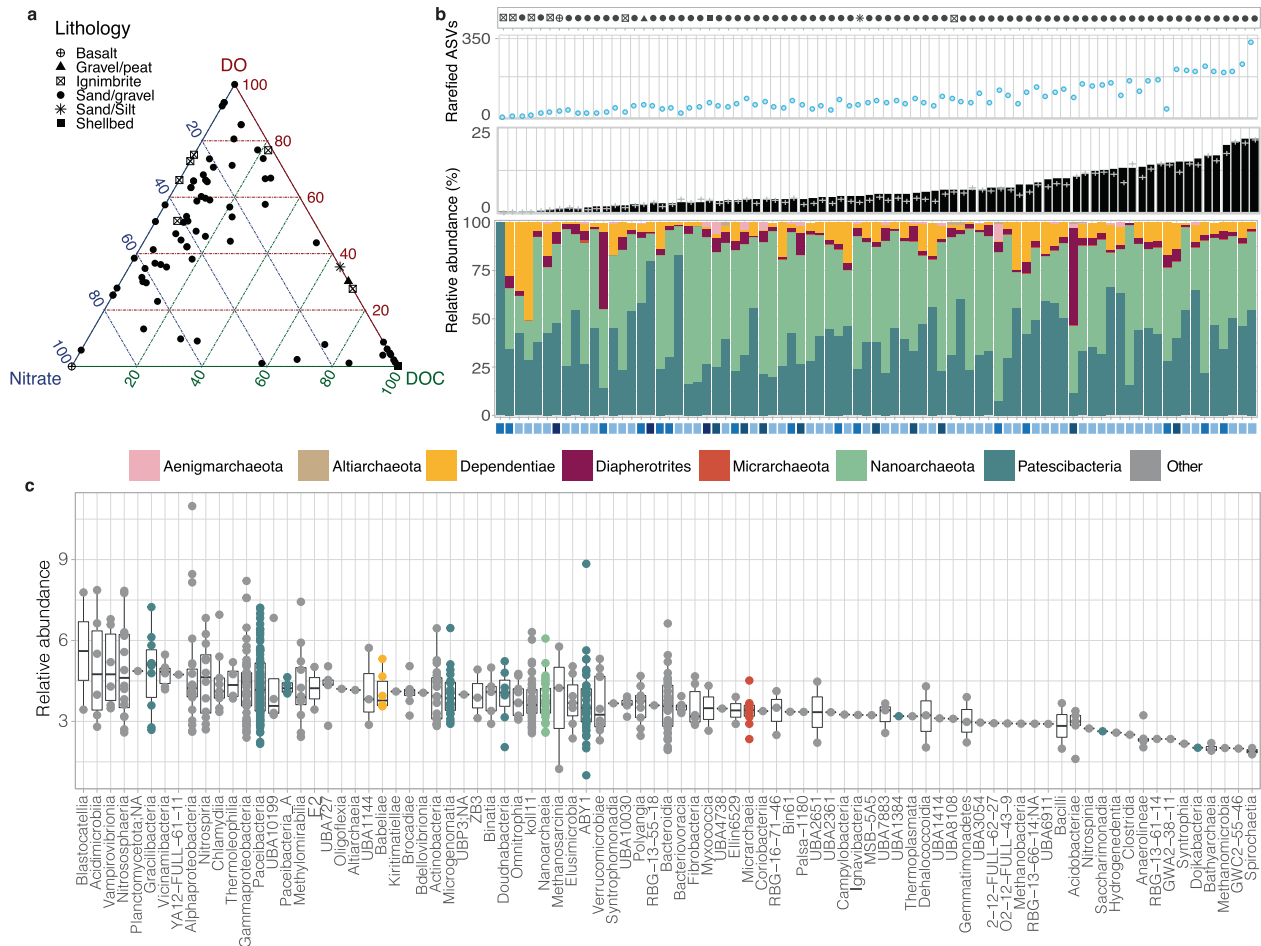 a
Lithology
Basalt
Gravel/peat
Ignimbrite
Sand/gravel
Sand/Silt
Shellbed
DO
100
80
60
40
20
20
40
60
80
100
Nitrate
20
40
60
80
100
DOC
b
Rarefied ASVs
350
0
Relative abundance (%)
25
0
100
75
50
25
0
Aenigmarchaeota
Altiarchaeota
Dependentiae
Diapherotrites
Micrarchaeota
Nanoarchaeota
Patescibacteria
Other
c
Relative abundance
9
6
3
Blastocatellia
Acidimicrobiia
Vampirovibrionia
Nitrososphaeria
Planctomycetota;NA
Gracilibacteria
Vicinamibacteria
YA12-FULL-61-11
Alphaproteobacteria
Nitrospiria
Chlamydiia
Thermoleophilia
Gammaproteobacteria
Paceibacteria
UBA10199
Paceibacteria_A
Methylomirabilia
UBA727
Oligoflexia
Altiarchaeia
UBA1144
Babeliae
Kiritimatiellae
Bdellovibrionia
Actinobacteria
Microgenomatia
UBP3;NA
ZB3
Binatia
Doudnabacteria
Omnitrophia
koll11
Nanoarchaeia
Methanosarcinia
Elusimicrobia
ABY1
Verrucomicrobiae
Syntrophomonadia
UBA10030
Polyangia
RBG-13-55-18
Bacteroidia
Bacteriovoracia
Fibrobacteria
Myxococcia
UBA4738
Ellin6529
Micrarchaeia
Coriobacteriia
RBG-16-71-46
Bin61
Palsa-1180
UBA2651
UBA2361
Campylobacteria
Ignavibacteria
MSB-5A5
UBA7883
UBA1384
Thermoplasmata
Dehalococcoidia
UBA1414
UBA8108
Gemmatimonadetes
UBA3054
2-12-FULL-62-27
O2-12-FULL-43-9
Methanobacteria
RBG-13-66-14;NA
UBA6911
Bacilli
Acidobacteriae
Nitrospinia
Saccharimonadia
Hydrogenedentia
Clostridia
Anaerolineae
RBG-13-61-14
GWA2-38-11
Syntrophia
Dojkabacteria
Bathyarchaeia
Methanomicrobia
GWC2-55-46
Spirochaetia